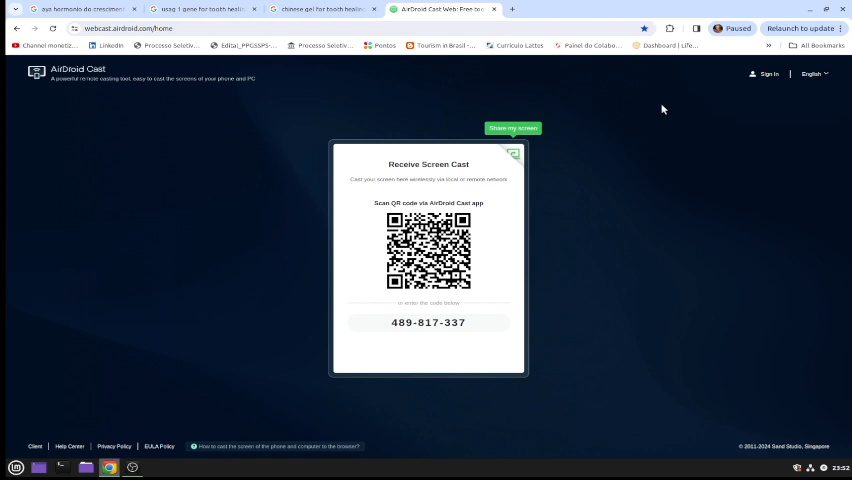 aya hormonio do cresciment
usag 1 gene for tooth healin
chinese gel for tooth healing
AirDroid Cast Web: Free too
webcast.airdroid.com/home
Paused
Relaunch to update
Channel monetiz...
LinkedIn
Processo Seletiv...
Edital_PPGSSPS-...
Processo Seletiv...
Pontos
Tourism in Brasil -...
Currículo Lattes
Painel do Colabo...
Dashboard | Life...
»
All Bookmarks
AirDroid Cast
A powerful remote casting tool, easy to cast the screens of your phone and PC
Sign In
English
Share my screen
Receive Screen Cast
Cast your screen here wirelessly via local or remote network.
Scan QR code via AirDroid Cast app
or enter the code below
489-817-337
Client | Help Center | Privacy Policy | EULA Policy
How to cast the screen of the phone and computer to the browser?
© 2011-2024 Sand Studio, Singapore
23:52